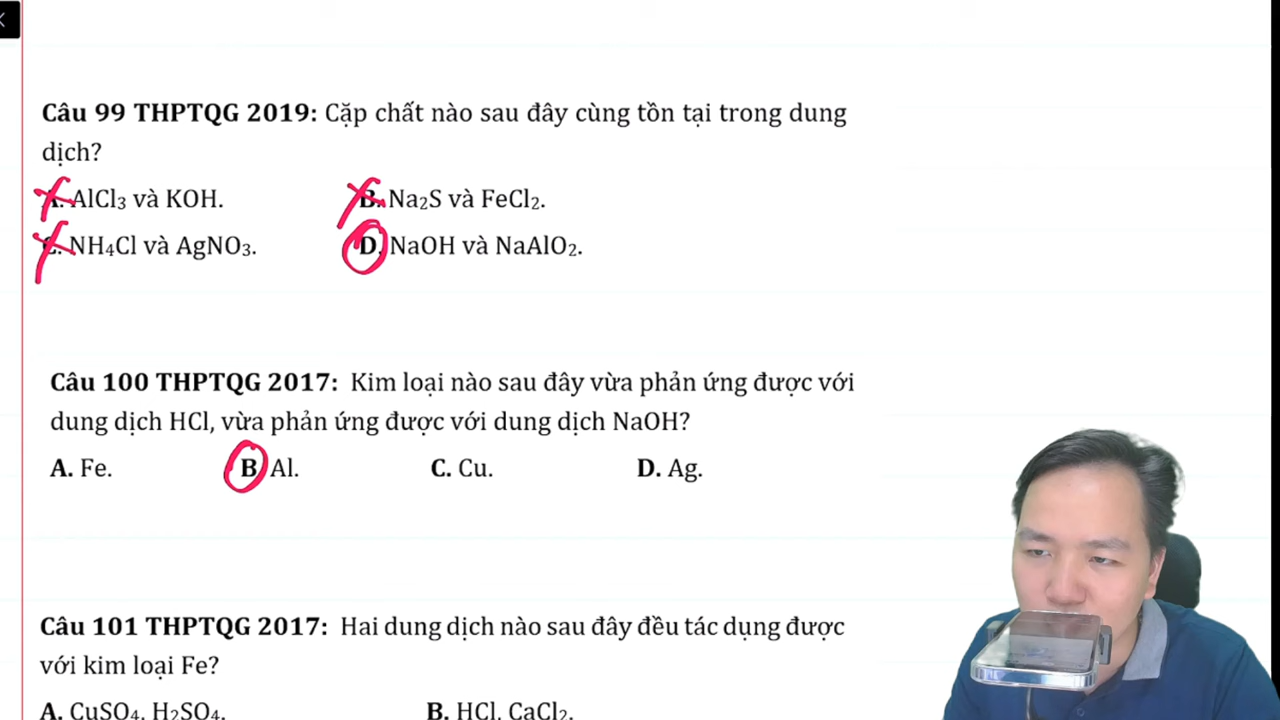 Câu 99 THPTQG 2019: Cặp chất nào sau đây cùng tồn tại trong dung
dịch?
A. AlCl₃ và KOH. B. Na₂S và FeCl₂.
C. NH₄Cl và AgNO₃. D. NaOH và NaAlO₂.
Câu 100 THPTQG 2017: Kim loại nào sau đây vừa phản ứng được với
dung dịch HCl, vừa phản ứng được với dung dịch NaOH?
A. Fe. B. Al. C. Cu. D. Ag.
Câu 101 THPTQG 2017: Hai dung dịch nào sau đây đều tác dụng được
với kim loại Fe?
A. CuSO₄, H₂SO₄. B. HCl, CaCl₂.